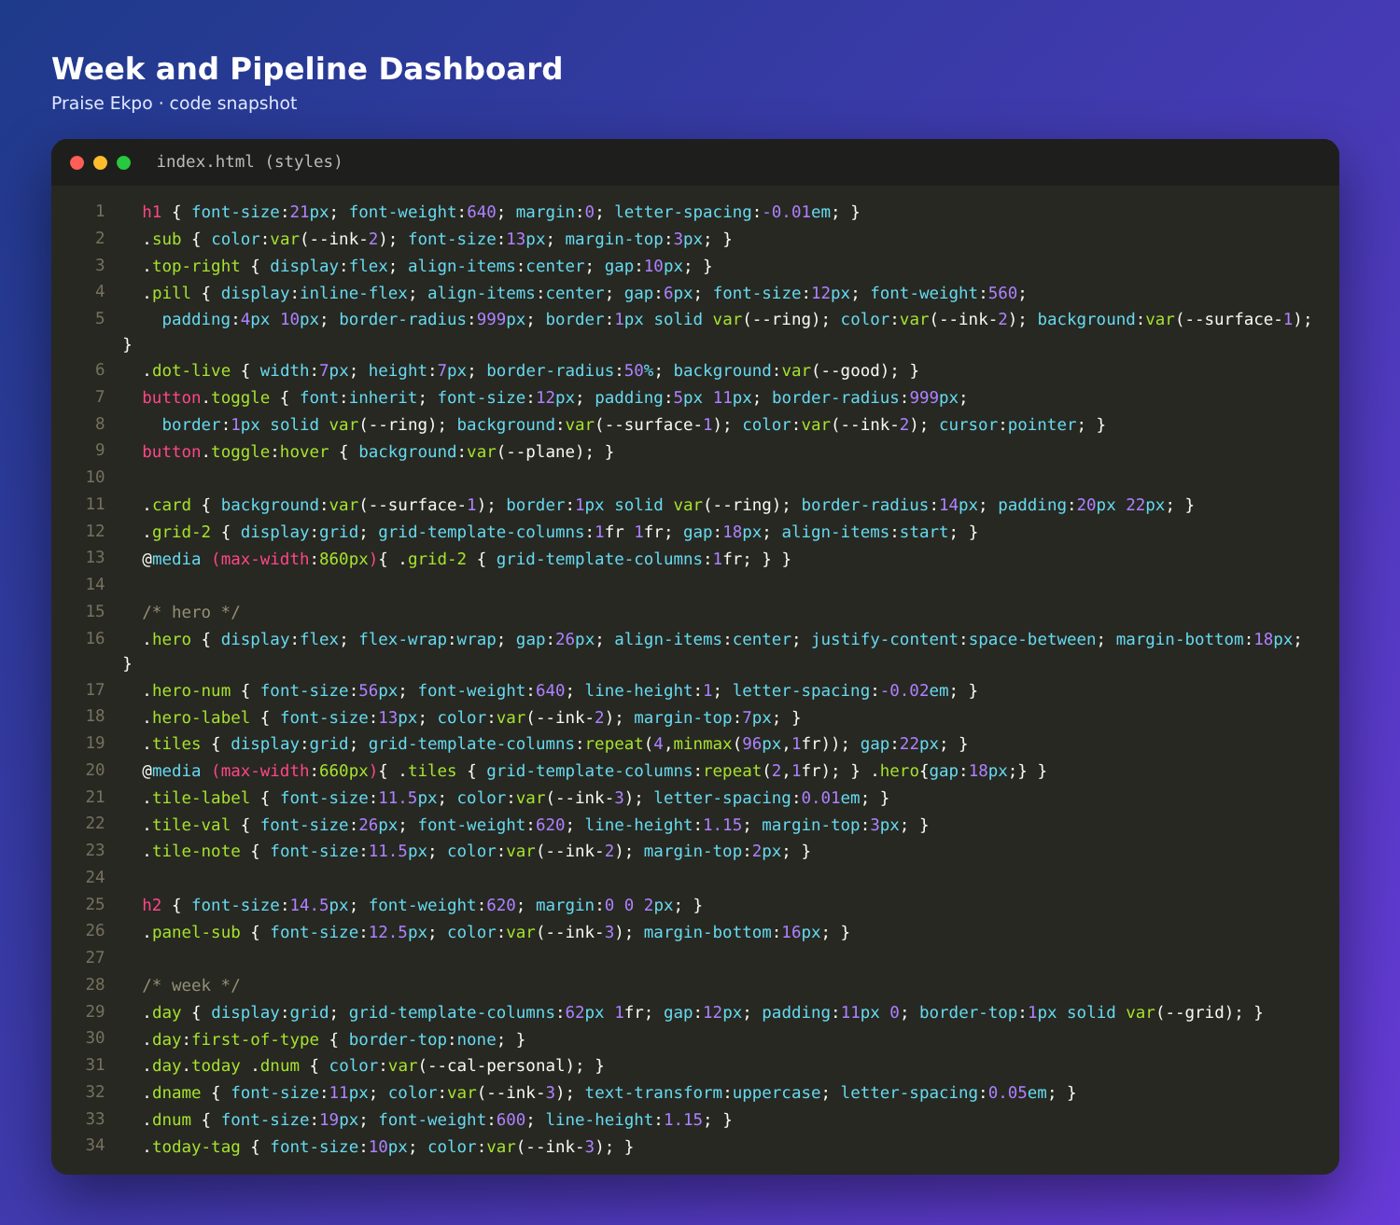 Week and Pipeline Dashboard
Praise Ekpo · code snapshot
index.html (styles)
1 h1 { font-size:21px; font-weight:640; margin:0; letter-spacing:-0.01em; }
2 .sub { color:var(--ink-2); font-size:13px; margin-top:3px; }
3 .top-right { display:flex; align-items:center; gap:10px; }
4 .pill { display:inline-flex; align-items:center; gap:6px; font-size:12px; font-weight:560;
5 padding:4px 10px; border-radius:999px; border:1px solid var(--ring); color:var(--ink-2); background:var(--surface-1);
}
6 .dot-live { width:7px; height:7px; border-radius:50%; background:var(--good); }
7 button.toggle { font:inherit; font-size:12px; padding:5px 11px; border-radius:999px;
8 border:1px solid var(--ring); background:var(--surface-1); color:var(--ink-2); cursor:pointer; }
9 button.toggle:hover { background:var(--plane); }
10
11 .card { background:var(--surface-1); border:1px solid var(--ring); border-radius:14px; padding:20px 22px; }
12 .grid-2 { display:grid; grid-template-columns:1fr 1fr; gap:18px; align-items:start; }
13 @media (max-width:860px){ .grid-2 { grid-template-columns:1fr; } }
14
15 /* hero */
16 .hero { display:flex; flex-wrap:wrap; gap:26px; align-items:center; justify-content:space-between; margin-bottom:18px;
}
17 .hero-num { font-size:56px; font-weight:640; line-height:1; letter-spacing:-0.02em; }
18 .hero-label { font-size:13px; color:var(--ink-2); margin-top:7px; }
19 .tiles { display:grid; grid-template-columns:repeat(4,minmax(96px,1fr)); gap:22px; }
20 @media (max-width:660px){ .tiles { grid-template-columns:repeat(2,1fr); } .hero{gap:18px;} }
21 .tile-label { font-size:11.5px; color:var(--ink-3); letter-spacing:0.01em; }
22 .tile-val { font-size:26px; font-weight:620; line-height:1.15; margin-top:3px; }
23 .tile-note { font-size:11.5px; color:var(--ink-2); margin-top:2px; }
24
25 h2 { font-size:14.5px; font-weight:620; margin:0 0 2px; }
26 .panel-sub { font-size:12.5px; color:var(--ink-3); margin-bottom:16px; }
27
28 /* week */
29 .day { display:grid; grid-template-columns:62px 1fr; gap:12px; padding:11px 0; border-top:1px solid var(--grid); }
30 .day:first-of-type { border-top:none; }
31 .day.today .dnum { color:var(--cal-personal); }
32 .dname { font-size:11px; color:var(--ink-3); text-transform:uppercase; letter-spacing:0.05em; }
33 .dnum { font-size:19px; font-weight:600; line-height:1.15; }
34 .today-tag { font-size:10px; color:var(--ink-3); }